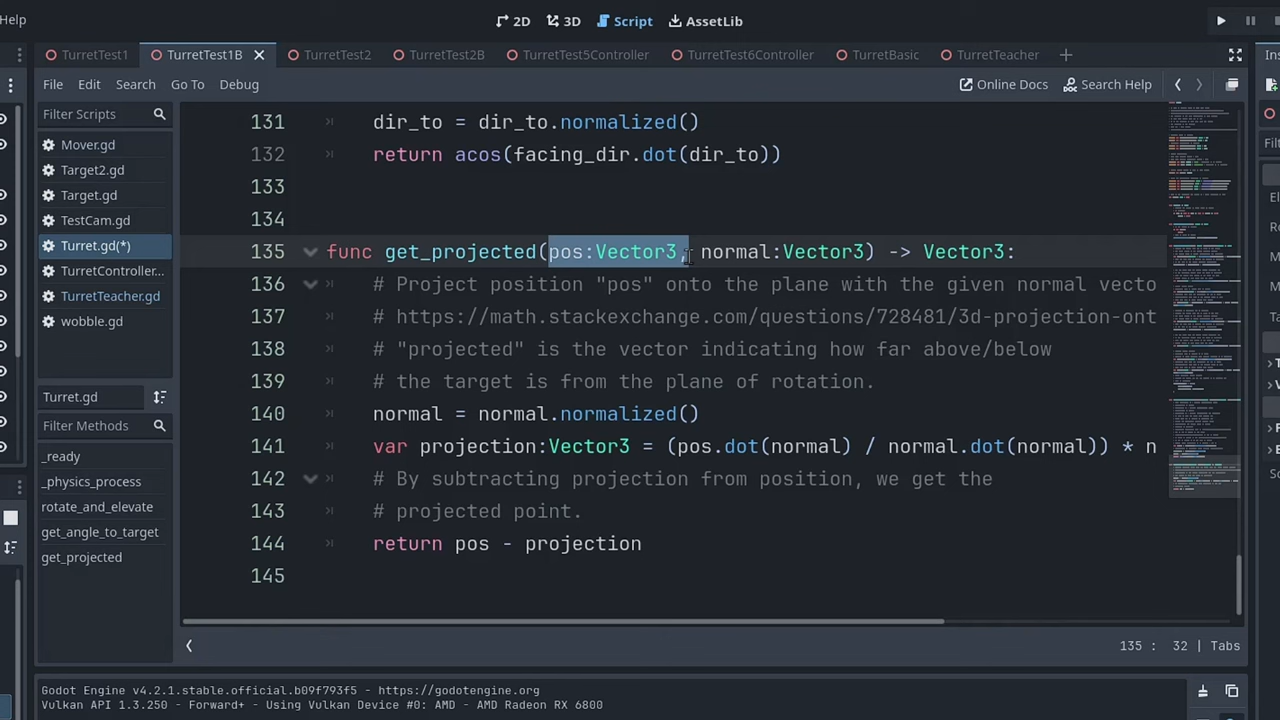 Help
2D 3D Script AssetLib
TurretTest1 TurretTest1B TurretTest2 TurretTest2B TurretTest5Controller TurretTest6Controller TurretBasic TurretTeacher
File Edit Search Go To Debug Online Docs Search Help
Filter Scripts
Mover.gd
Target2.gd
Target.gd
TestCam.gd
Turret.gd(*)
TurretController...
TurretTeacher.gd
wobble.gd
Turret.gd
Filter Methods
_ready
_physics_process
rotate_and_elevate
get_angle_to_target
get_projected
131 dir_to = dir_to.normalized()
132 return acos(facing_dir.dot(dir_to))
133
134
135 func get_projected(pos:Vector3, normal:Vector3) -> Vector3:
136 # Project position "pos" onto the plane with the given normal vecto
137 # https://math.stackexchange.com/questions/728481/3d-projection-ont
138 # "projection" is the vector indicating how far above/below
139 # the target is from the plane of rotation.
140 normal = normal.normalized()
141 var projection:Vector3 = (pos.dot(normal) / normal.dot(normal)) * n
142 # By subtracting projection from position, we get the
143 # projected point.
144 return pos - projection
145
135 : 32 | Tabs
Godot Engine v4.2.1.stable.official.b09f793f5 - https://godotengine.org
Vulkan API 1.3.250 - Forward+ - Using Vulkan Device #0: AMD - AMD Radeon RX 6800